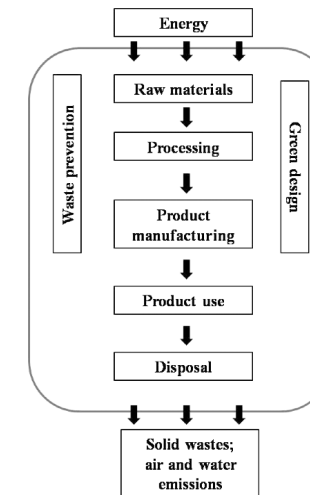 Energy
Raw materials
Waste prevention
Green design
Processing
Product
manufacturing
Product use
Disposal
Solid wastes;
air and water
emissions